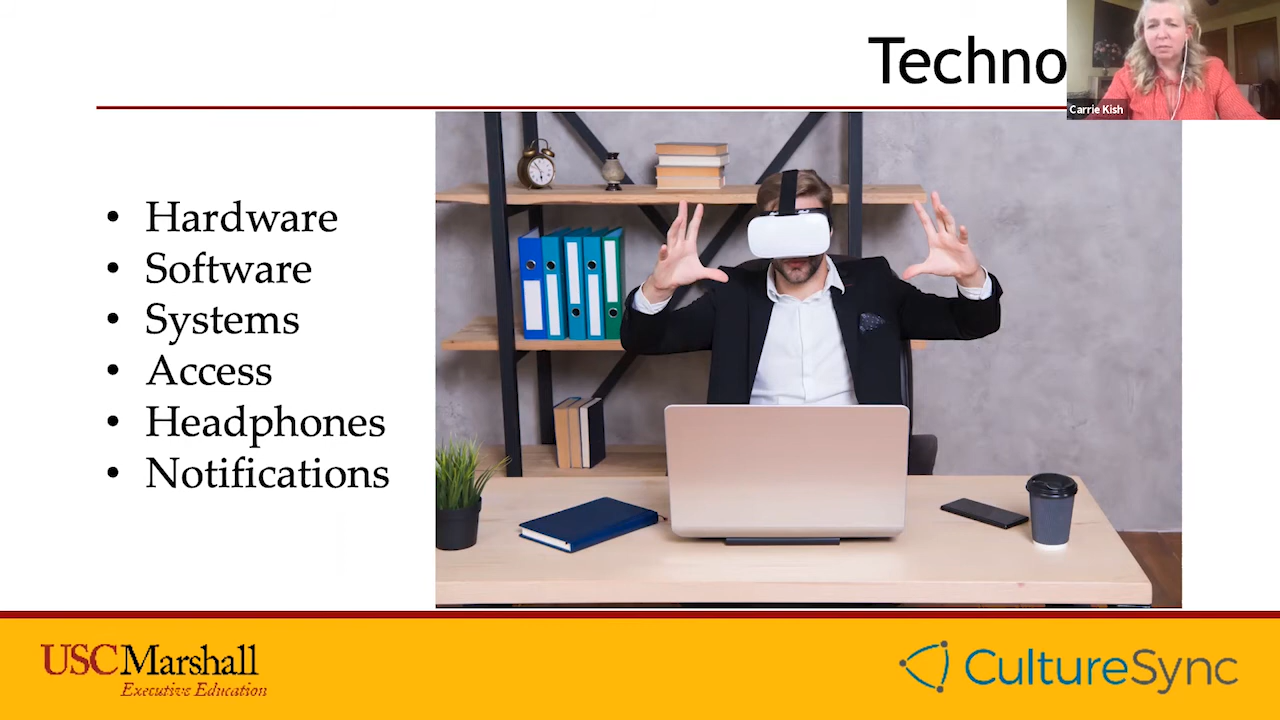 Techno
Carrie Kish
• Hardware
• Software
• Systems
• Access
• Headphones
• Notifications
USC Marshall
Executive Education
CultureSync